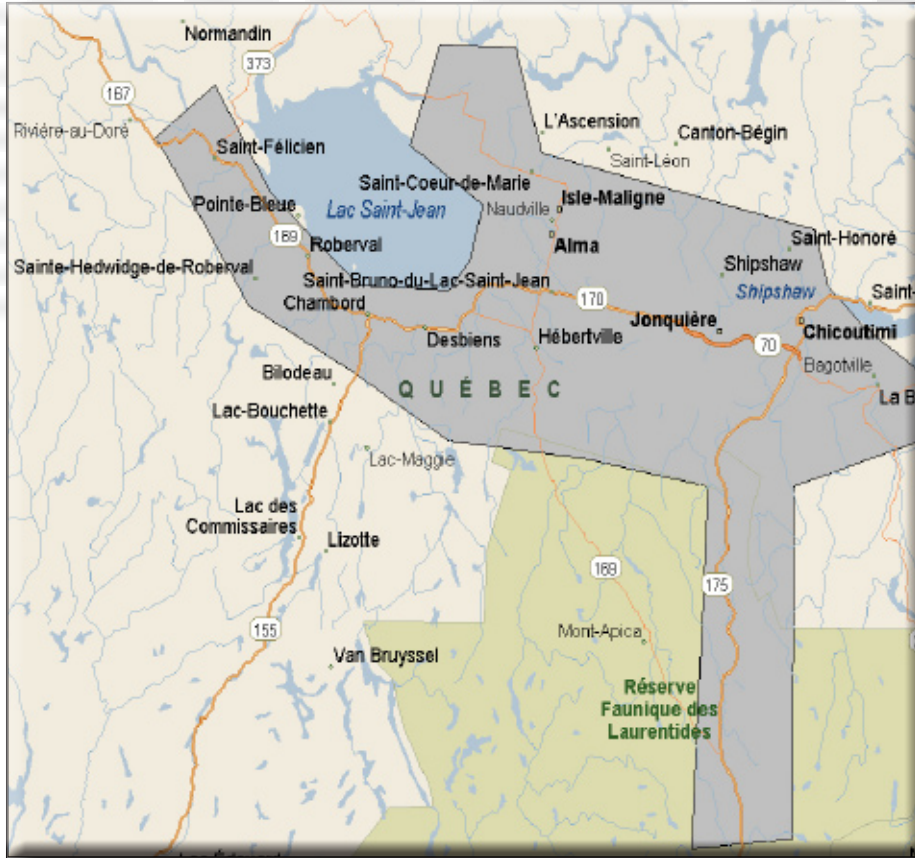 Normandin
373
167
Rivière-au-Doré
L'Ascension
Canton-Bégin
Saint-Léon
Saint-Félicien
Saint-Coeur-de-Marie
Pointe-Bleue
Lac Saint-Jean
Naudville
Isle-Maligne
169
Roberval
Alma
Saint-Honoré
Sainte-Hedwidge-de-Roberval
Saint-Bruno-du-Lac-Saint-Jean
Shipshaw
Shipshaw
Saint-
Chambord
170
Jonquière
Chicoutimi
Desbiens
Hébertville
70
Bagotville
Bilodeau
QUÉBEC
La B
Lac-Bouchette
Lac-Maggie
Lac des
Commissaires
Lizotte
169
175
155
Mont-Apica
Van Bruyssel
Réserve
Faunique des
Laurentides